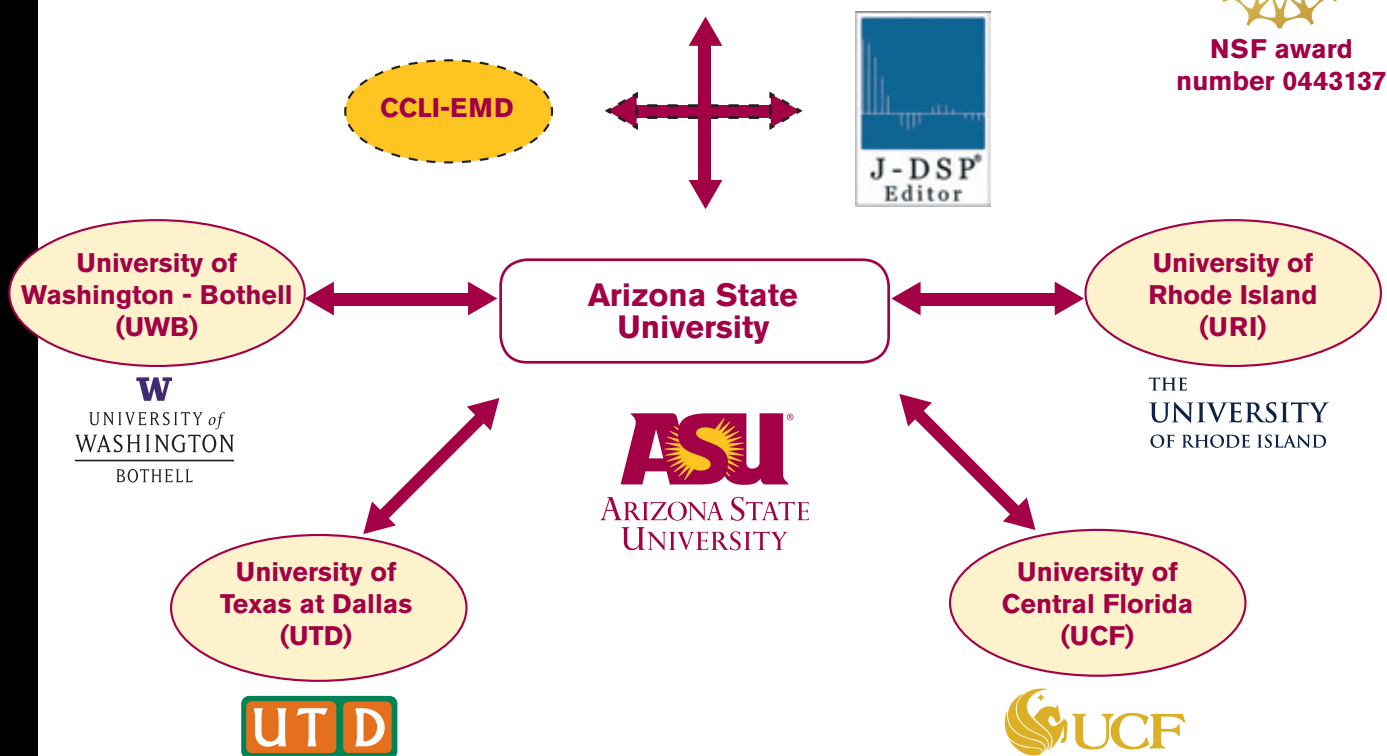 NSF award
number 0443137
CCLI-EMD
J-DSP®
Editor
University of
Washington - Bothell
(UWB)
Arizona State
University
University of
Rhode Island
(URI)
W
UNIVERSITY of
WASHINGTON
BOTHELL
ASU®
ARIZONA STATE
UNIVERSITY
THE
UNIVERSITY
OF RHODE ISLAND
University of
Texas at Dallas
(UTD)
University of
Central Florida
(UCF)
UTD
UCF